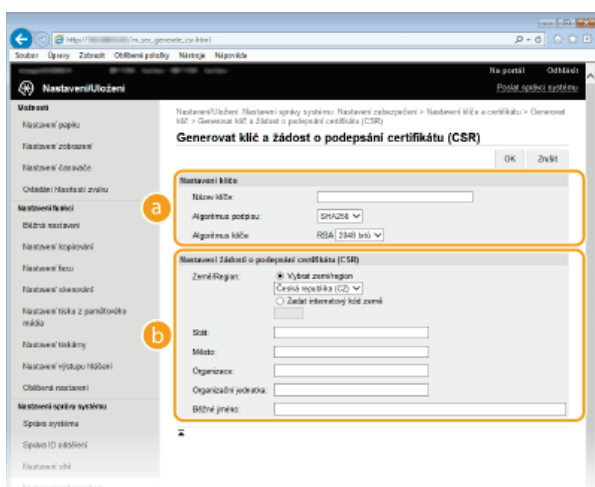 http://
/m_sec_generate_csr.html
Soubor Úpravy Zobrazit Oblíbené položky Nástroje Nápověda
Na portál Odhlásit
Nastavení/Uložení
Poslat správci systému
Možnosti
Nastavení papíru
Nastavení zobrazení
Nastavení časovače
Ovládání hlasitosti zvuku
Nastavení funkcí
Běžná nastavení
Nastavení kopírování
Nastavení faxu
Nastavení skenování
Nastavení tisku z paměťového
média
Nastavení tiskárny
Nastavení výstupu hlášení
Oblíbená nastavení
Nastavení správy systému
Správa systému
Správa ID oddělení
Nastavení sítě
Nastavení/Uložení: Nastavení správy systému: Nastavení zabezpečení > Nastavení klíče a certifikátu > Generovat
klíč > Generovat klíč a žádost o podepsání certifikátu (CSR)
Generovat klíč a žádost o podepsání certifikátu (CSR)
OK Zrušit
a
Nastavení klíče
Název klíče:
Algoritmus podpisu: SHA256
Algoritmus klíče: RSA 2048 bitů
b
Nastavení žádosti o podepsání certifikátu (CSR)
Země/Region: Vybrat zemi/region
Česká republika (CZ)
Zadat internetový kód země
Stát:
Město:
Organizace:
Organizační jednotka:
Běžné jméno: